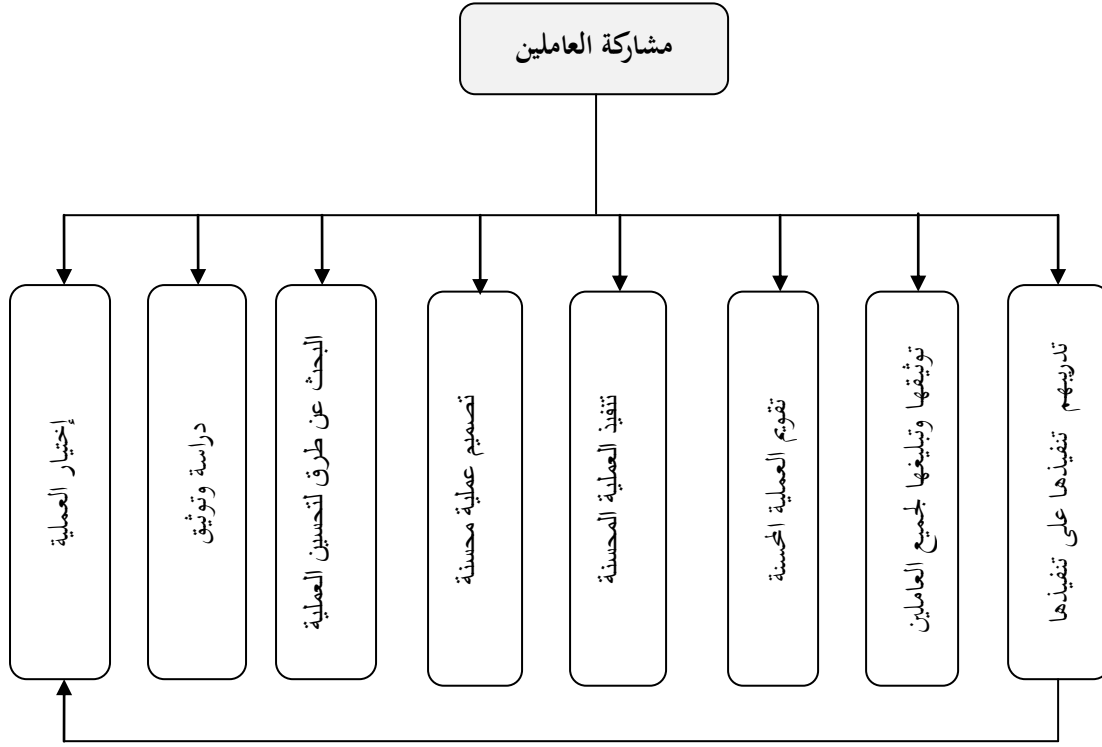 مشاركة العاملين
إختيار العملية
دراسة وتوثيق
البحث عن طرق لتحسين العملية
تصميم عملية محسنة
تنفيذ العملية المحسنة
تقويم العملية المحسنة
توثيقها وتبليغها لجميع العاملين
تدريبهم تنفيذها على تنفيذها